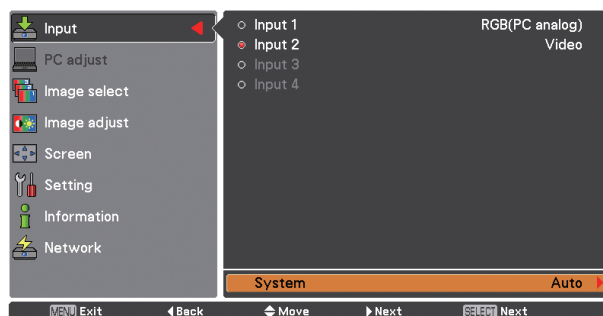 Input
PC adjust
Image select
Image adjust
Screen
Setting
Information
Network
Input 1 RGB(PC analog)
Input 2 Video
Input 3
Input 4
System Auto
MENU Exit Back Move Next SELECT Next